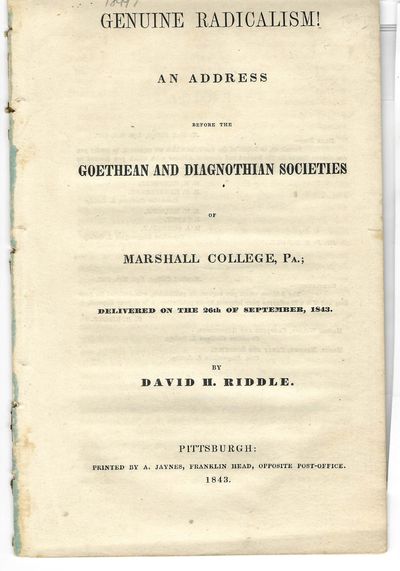 GENUINE RADICALISM!
AN ADDRESS
BEFORE THE
GOETHEAN AND DIAGNOTHIAN SOCIETIES
OF
MARSHALL COLLEGE, PA.;
DELIVERED ON THE 26th OF SEPTEMBER, 1843.
BY
DAVID H. RIDDLE.
PITTSBURGH:
PRINTED BY A. JAYNES, FRANKLIN HEAD, OPPOSITE POST-OFFICE.
1843.